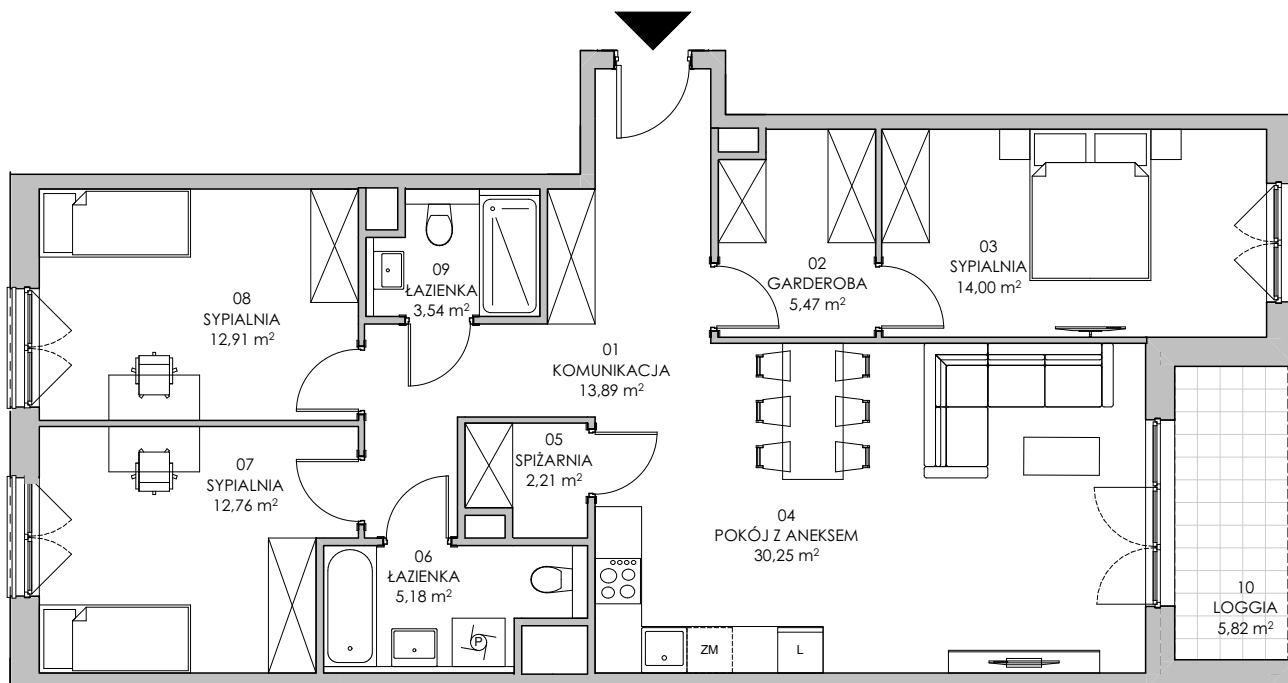 01
KOMUNIKACJA
13,89 m²
02
GARDEROBA
5,47 m²
03
SYPIALNIA
14,00 m²
04
POKÓJ Z ANEKSEM
30,25 m²
05
SPIŻARNIA
2,21 m²
06
ŁAZIENKA
5,18 m²
07
SYPIALNIA
12,76 m²
08
SYPIALNIA
12,91 m²
09
ŁAZIENKA
3,54 m²
10
LOGGIA
5,82 m²
P
ZM
L